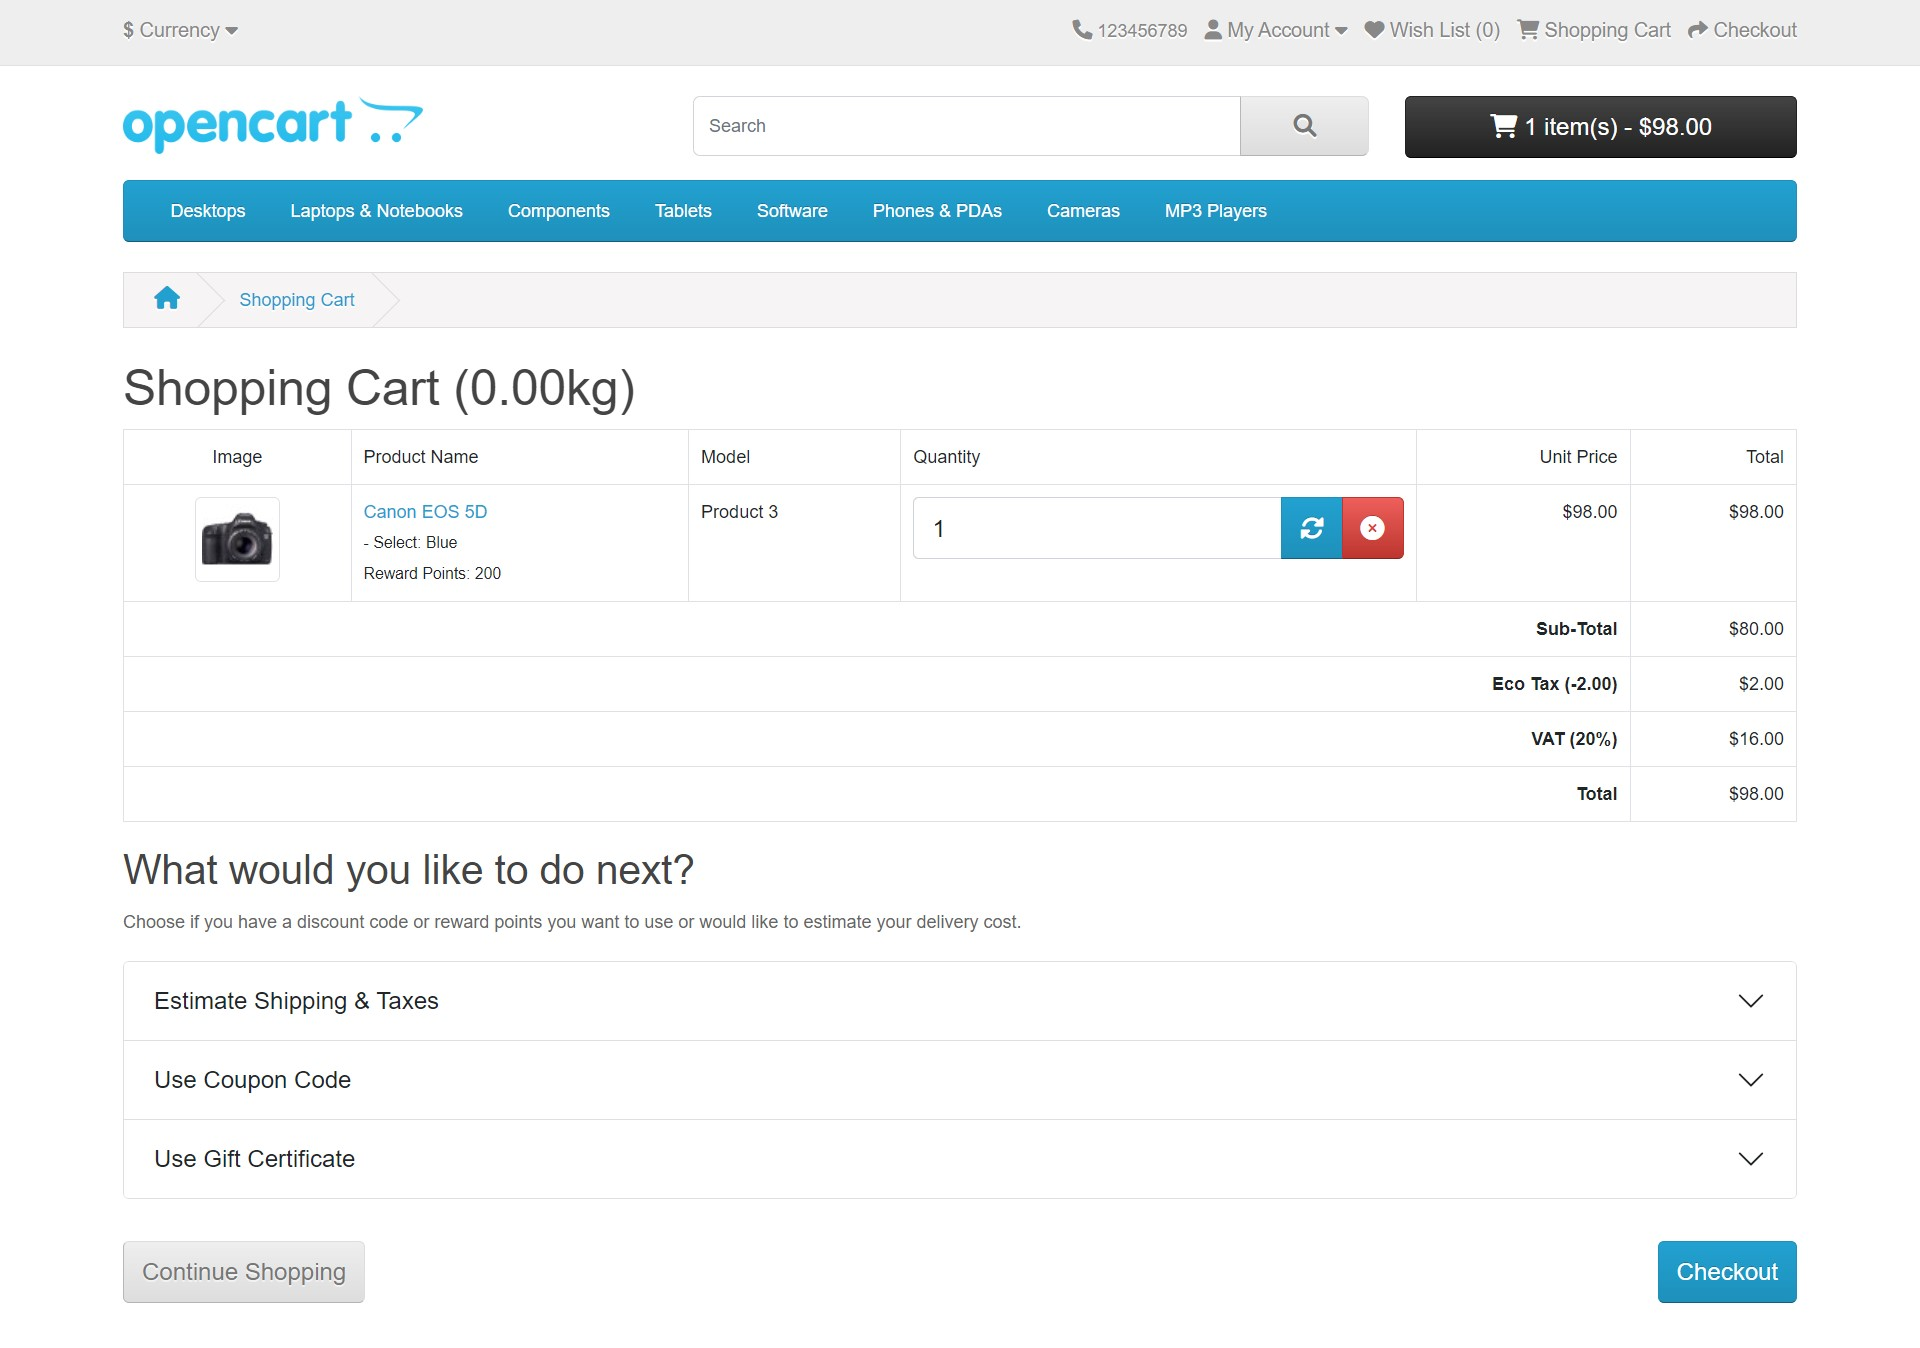 $ Currency
123456789 My Account Wish List (0) Shopping Cart Checkout
opencart
Search
1 item(s) - $98.00
Desktops Laptops & Notebooks Components Tablets Software Phones & PDAs Cameras MP3 Players
Shopping Cart
Shopping Cart (0.00kg)
Image Product Name Model Quantity Unit Price Total
Canon EOS 5D Product 3 1 $98.00 $98.00
- Select: Blue
Reward Points: 200
Sub-Total $80.00
Eco Tax (-2.00) $2.00
VAT (20%) $16.00
Total $98.00
What would you like to do next?
Choose if you have a discount code or reward points you want to use or would like to estimate your delivery cost.
Estimate Shipping & Taxes
Use Coupon Code
Use Gift Certificate
Continue Shopping Checkout